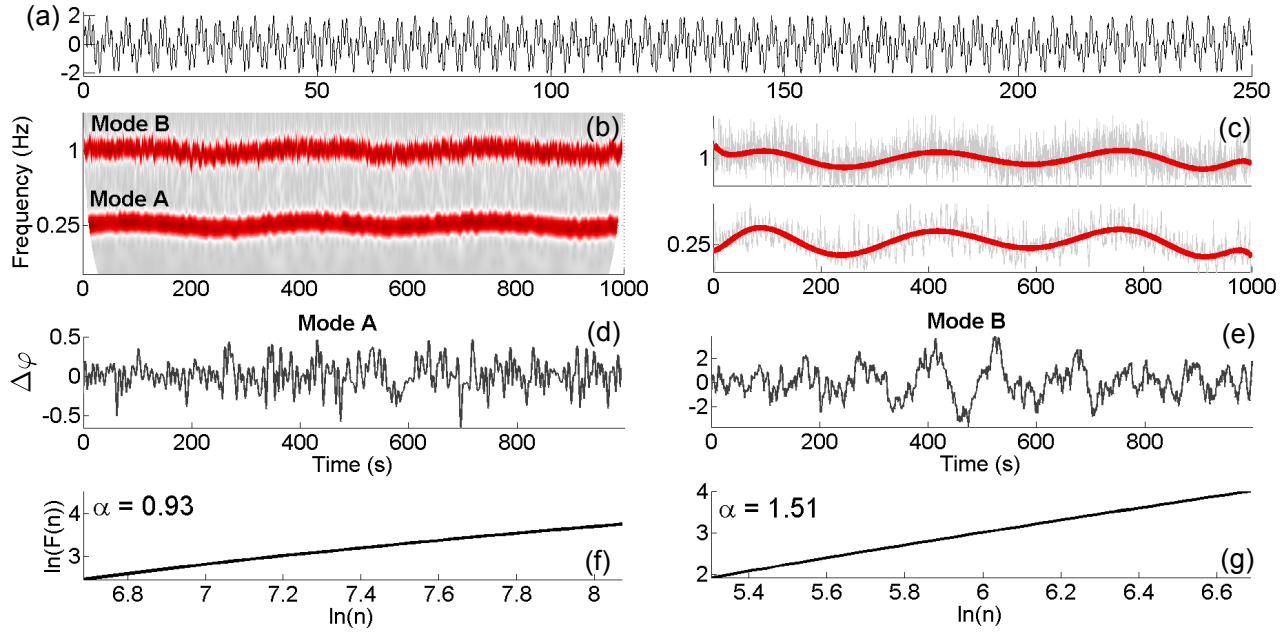 (a)
2
0
-2
0 50 100 150 200 250
Frequency (Hz)
Mode B
(b)
1
Mode A
0.25
0 200 400 600 800 1000
(c)
1
0.25
0 200 400 600 800 1000
Mode A
(d)
Δφ
0.5
0
-0.5
0 200 400 600 800
Time (s)
Mode B
(e)
2
0
-2
0 200 400 600 800
Time (s)
ln(F(n))
4
3
α = 0.93
(f)
6.8 7 7.2 7.4 7.6 7.8 8
ln(n)
4
3
2
α = 1.51
(g)
5.4 5.6 5.8 6 6.2 6.4 6.6
ln(n)